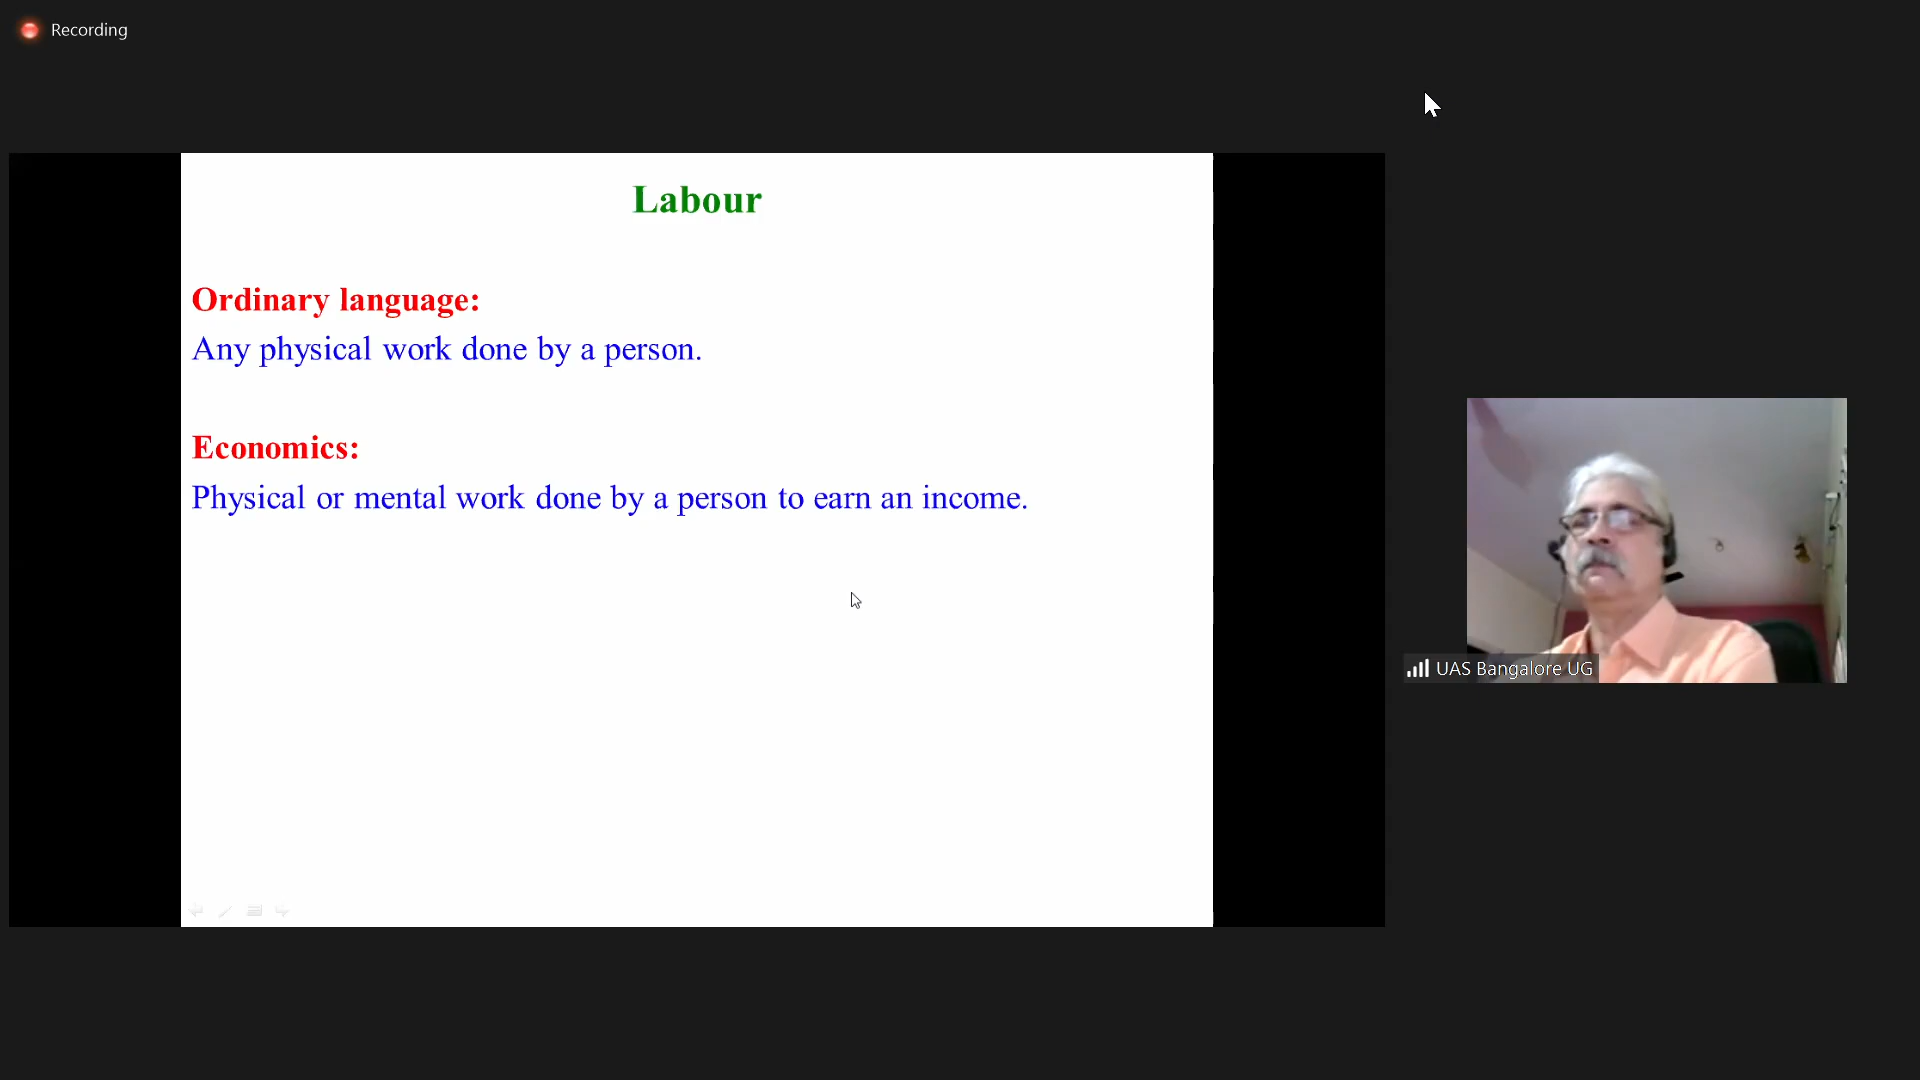 Recording
Labour
Ordinary language:
Any physical work done by a person.
Economics:
Physical or mental work done by a person to earn an income.
UAS Bangalore UG